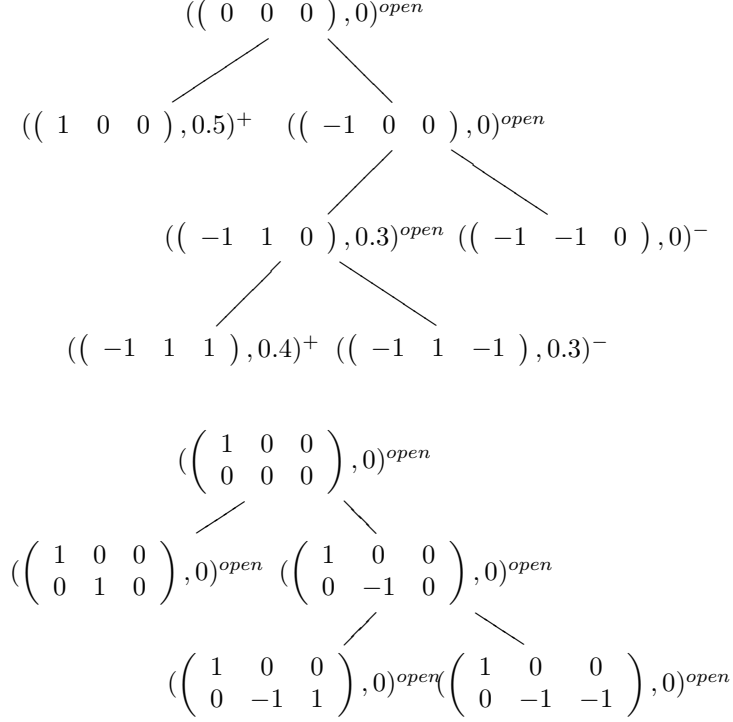 (( 0 0 0 ), 0)^{open}
(( 1 0 0 ), 0.5)^+ (( −1 0 0 ), 0)^{open}
(( −1 1 0 ), 0.3)^{open} (( −1 −1 0 ), 0)^−
(( −1 1 1 ), 0.4)^+ (( −1 1 −1 ), 0.3)^−
(( 1 0 0
0 0 0 ), 0)^{open}
(( 1 0 0
0 1 0 ), 0)^{open} (( 1 0 0
0 −1 0 ), 0)^{open}
(( 1 0 0
0 −1 1 ), 0)^{open} (( 1 0 0
0 −1 −1 ), 0)^{open}